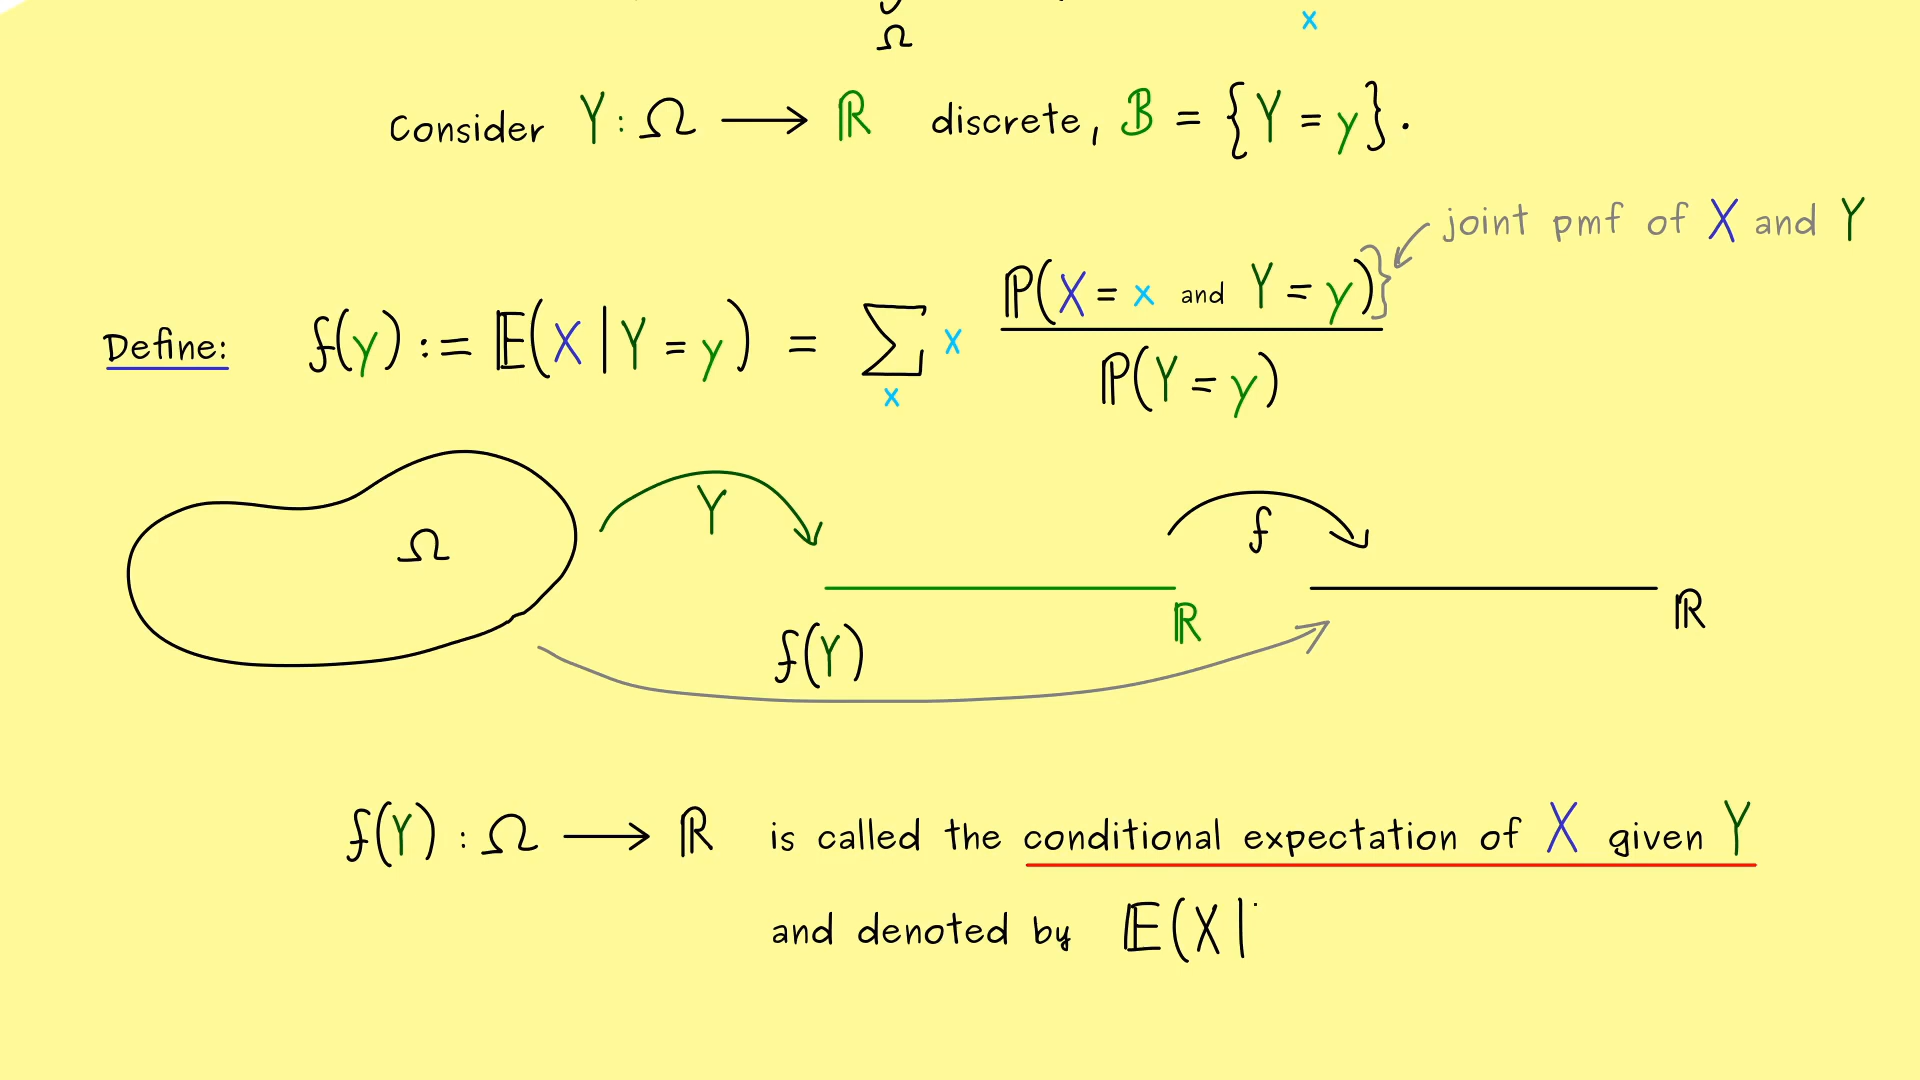 Ω x
Consider Y: Ω ⟶ ℝ discrete, B = {Y = y}.
joint pmf of X and Y
Define: f(y) := 𝔼(X | Y = y) = ∑ₓ x ℙ(X = x and Y = y) / ℙ(Y = y)
Ω Y ℝ f ℝ
f(Y)
f(Y) : Ω ⟶ ℝ is called the conditional expectation of X given Y
and denoted by 𝔼(X |